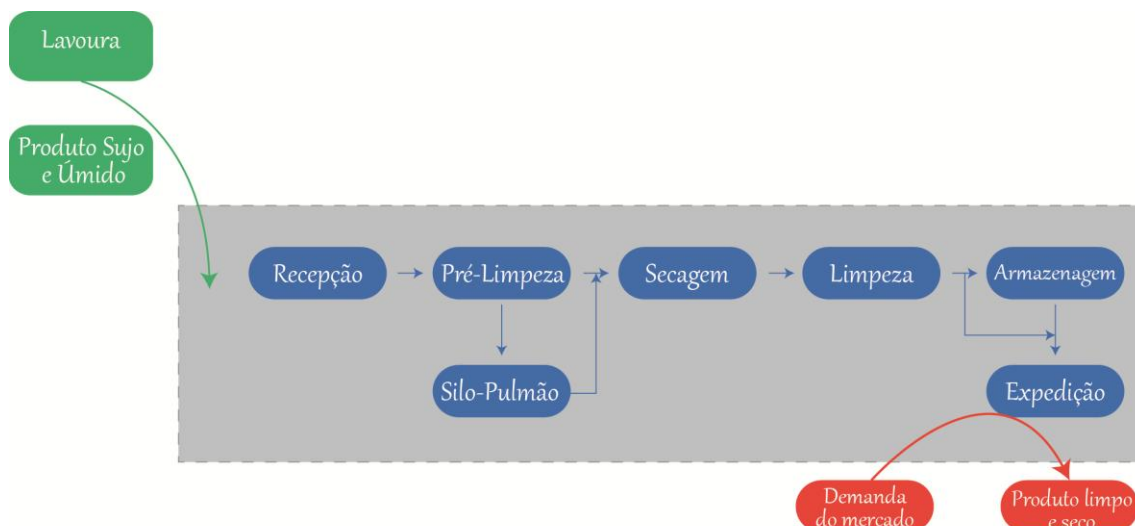 Lavoura
Produto Sujo
e Úmido
Recepção
Pré-Limpeza
Secagem
Limpeza
Armazenagem
Silo-Pulmão
Expedição
Demanda
do mercado
Produto limpo
e seco